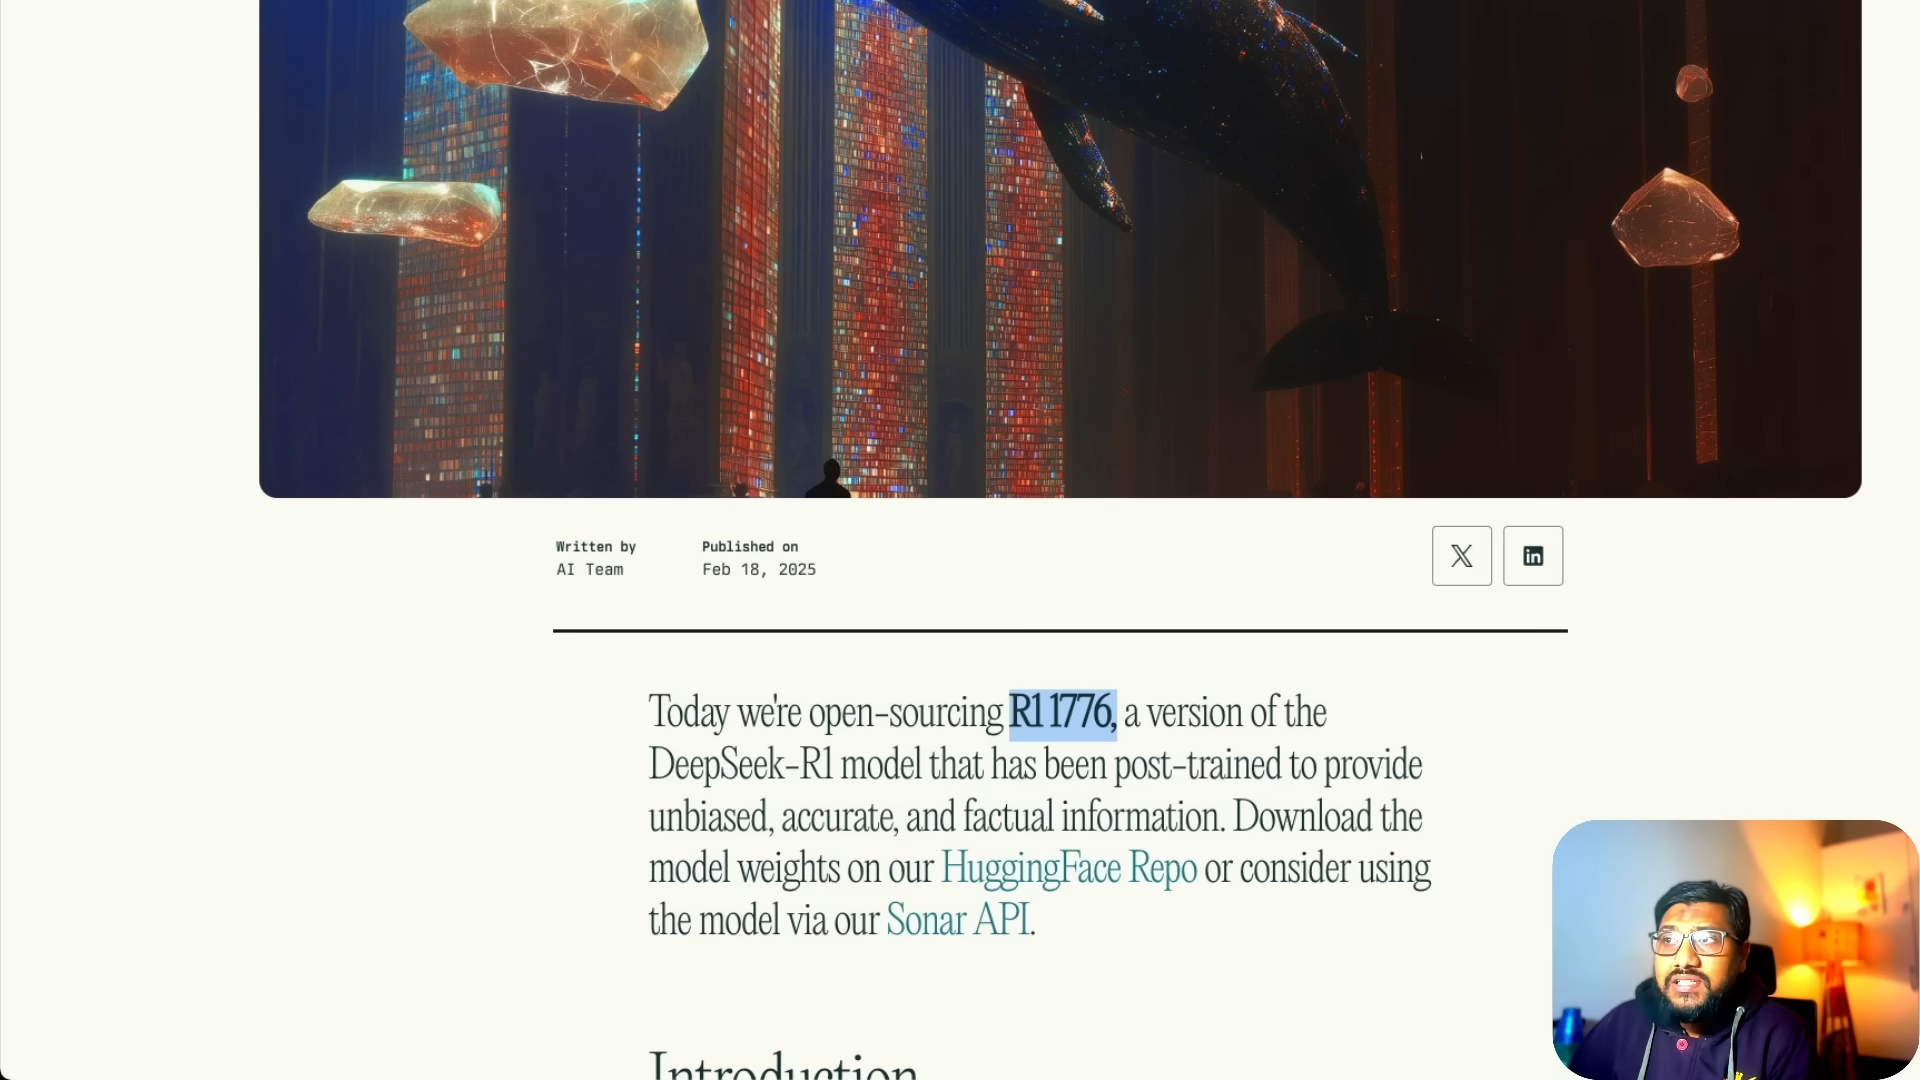 Written by
AI Team
Published on
Feb 18, 2025
Today we're open-sourcing R1 1776, a version of the
DeepSeek-R1 model that has been post-trained to provide
unbiased, accurate, and factual information. Download the
model weights on our HuggingFace Repo or consider using
the model via our Sonar API.
Introduction